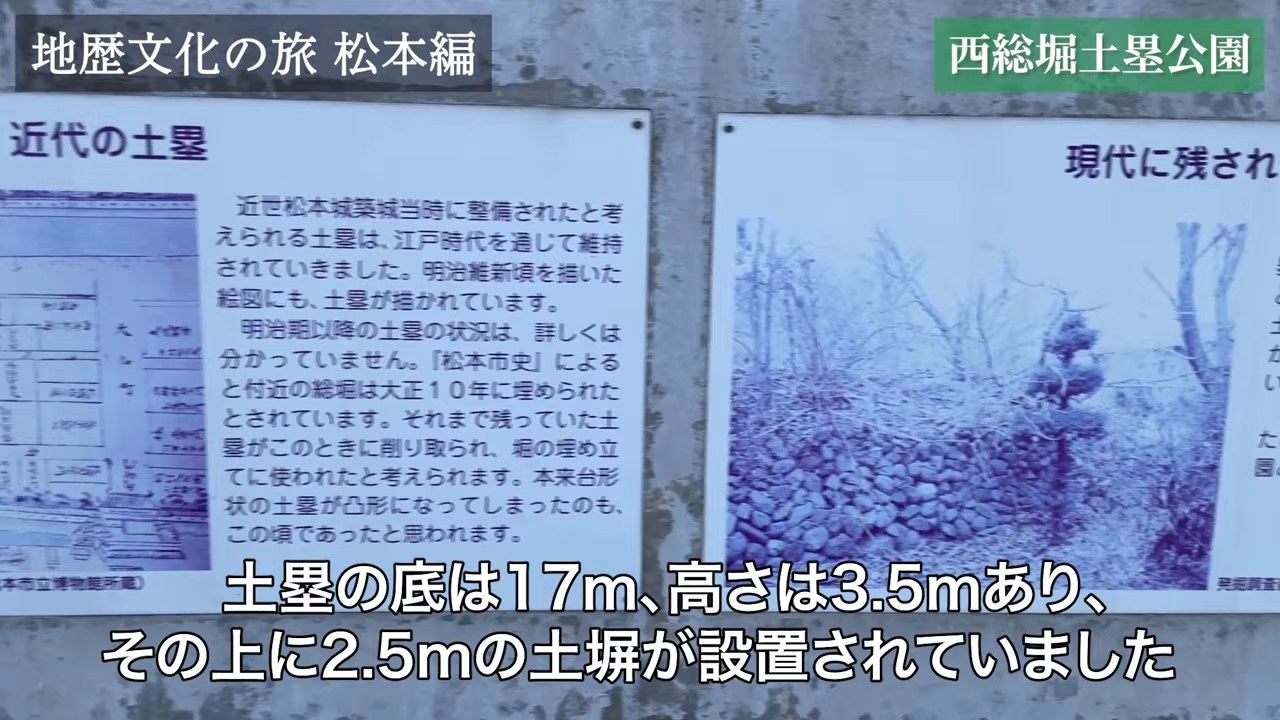 地歴文化の旅 松本編
西総堀土塁公園
近代の土塁
近世松本城築城当時に整備されたと考
えられる土塁は、江戸時代を通じて維持
されていきました。明治維新頃を描いた
絵図にも、土塁が描かれています。
明治期以降の土塁の状況は、詳しくは
分かっていません。『松本市史』による
と付近の総堀は大正１０年に埋められた
とされています。それまで残っていた土
塁がこのときに削り取られ、堀の埋め立
てに使われたと考えられます。本来台形
状の土塁が凸形になってしまったのも、
この頃であったと思われます。
本市立博物館所蔵）
現代に残され
い
た
園
発掘調査
土塁の底は17m、高さは3.5mあり、
その上に2.5mの土塀が設置されていました